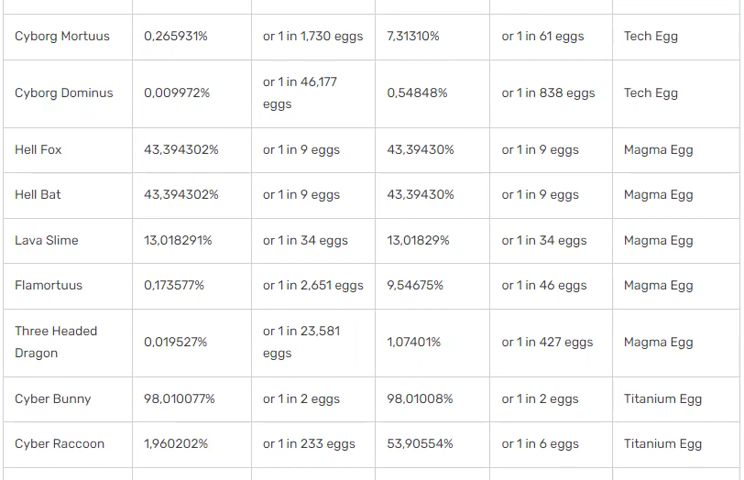 Cyborg Mortuus 0,265931% or 1 in 1,730 eggs 7,31310% or 1 in 61 eggs Tech Egg
Cyborg Dominus 0,009972% or 1 in 46,177 eggs 0,54848% or 1 in 838 eggs Tech Egg
Hell Fox 43,394302% or 1 in 9 eggs 43,39430% or 1 in 9 eggs Magma Egg
Hell Bat 43,394302% or 1 in 9 eggs 43,39430% or 1 in 9 eggs Magma Egg
Lava Slime 13,018291% or 1 in 34 eggs 13,01829% or 1 in 34 eggs Magma Egg
Flamortuus 0,173577% or 1 in 2,651 eggs 9,54675% or 1 in 46 eggs Magma Egg
Three Headed Dragon 0,019527% or 1 in 23,581 eggs 1,07401% or 1 in 427 eggs Magma Egg
Cyber Bunny 98,010077% or 1 in 2 eggs 98,01008% or 1 in 2 eggs Titanium Egg
Cyber Raccoon 1,960202% or 1 in 233 eggs 53,90554% or 1 in 6 eggs Titanium Egg